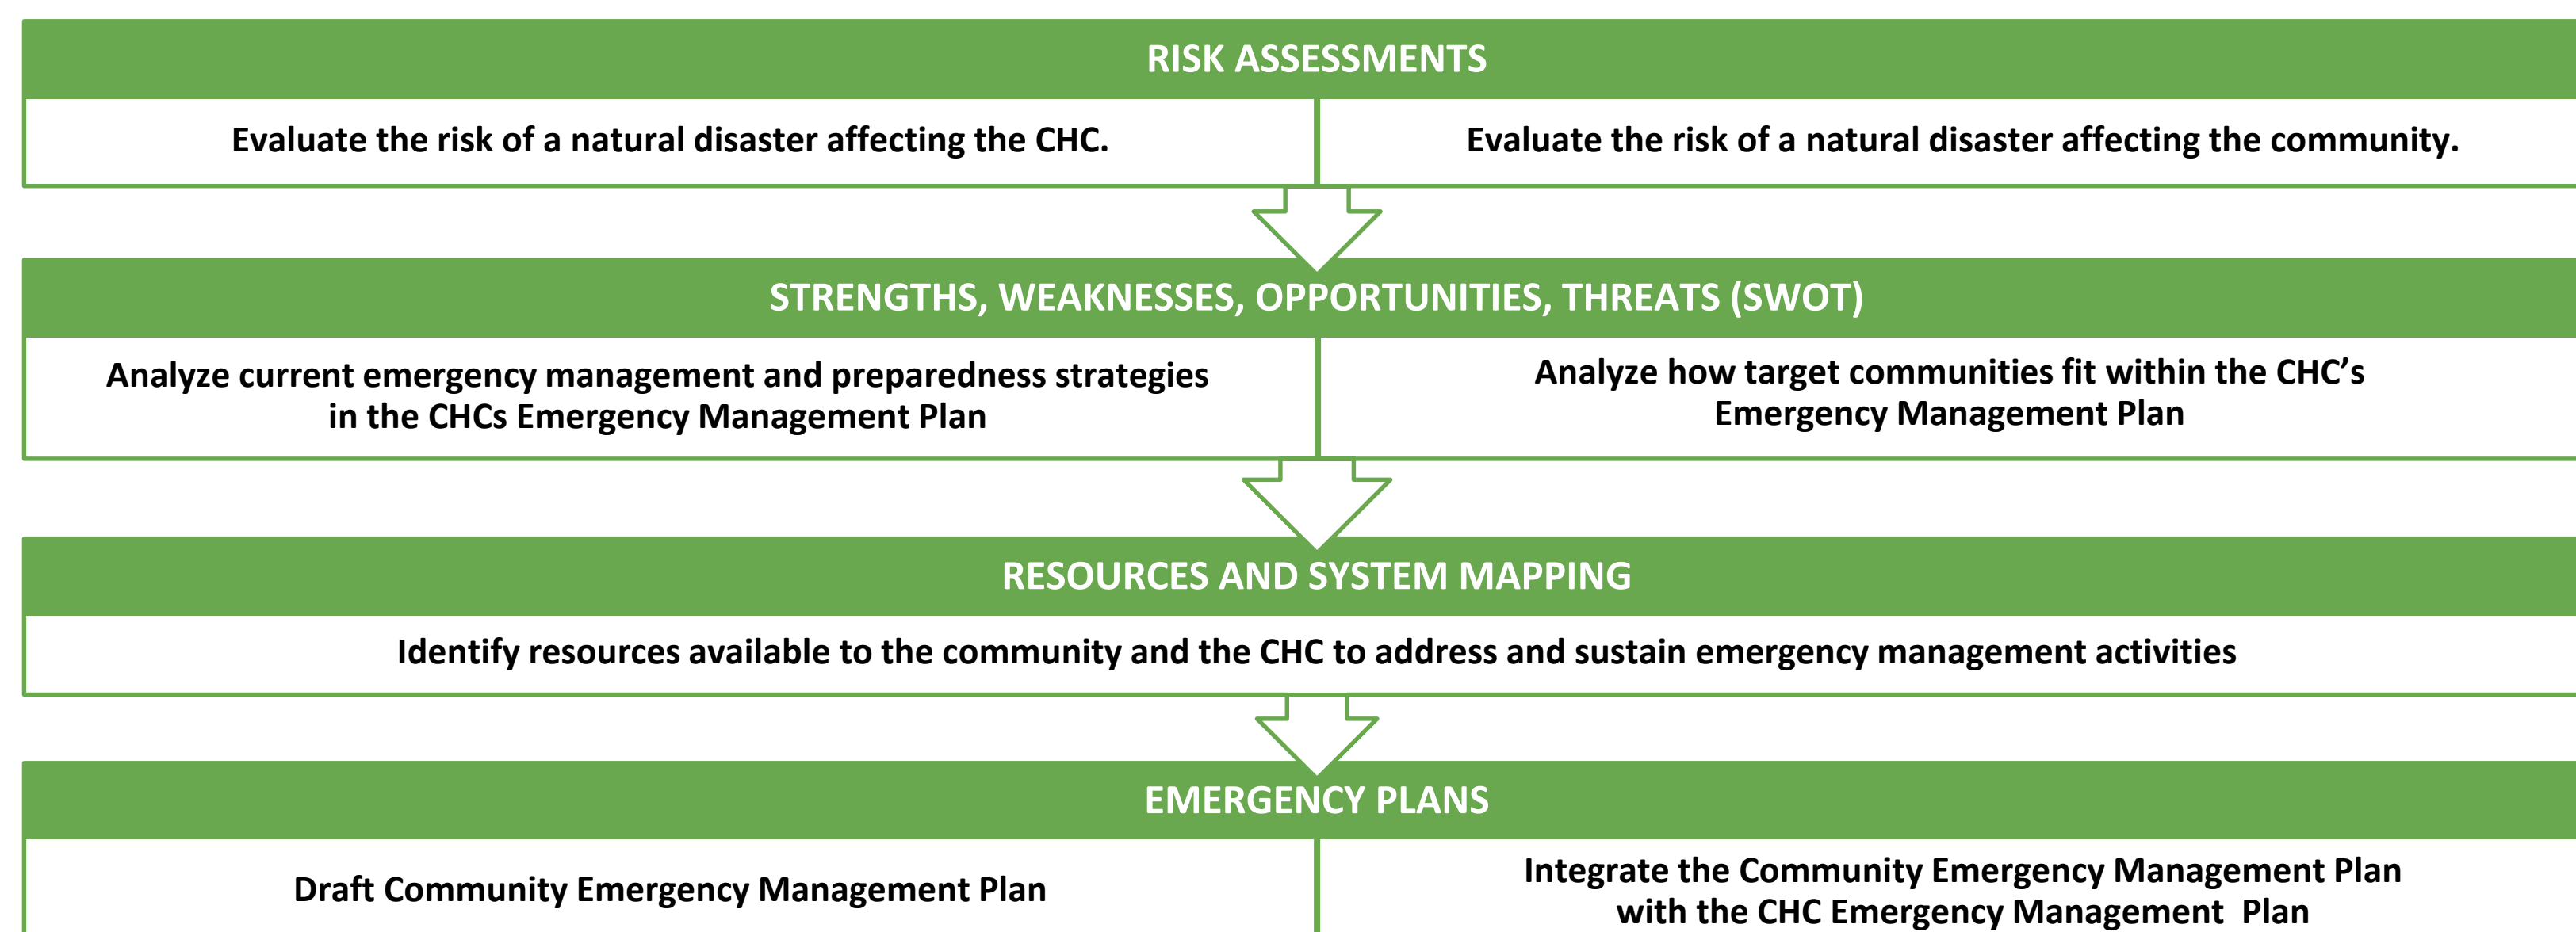 RISK ASSESSMENTS
Evaluate the risk of a natural disaster affecting the CHC.
Evaluate the risk of a natural disaster affecting the community.
STRENGTHS, WEAKNESSES, OPPORTUNITIES, THREATS (SWOT)
Analyze current emergency management and preparedness strategies
in the CHCs Emergency Management Plan
Analyze how target communities fit within the CHC’s
Emergency Management Plan
RESOURCES AND SYSTEM MAPPING
Identify resources available to the community and the CHC to address and sustain emergency management activities
EMERGENCY PLANS
Draft Community Emergency Management Plan
Integrate the Community Emergency Management Plan
with the CHC Emergency Management  Plan